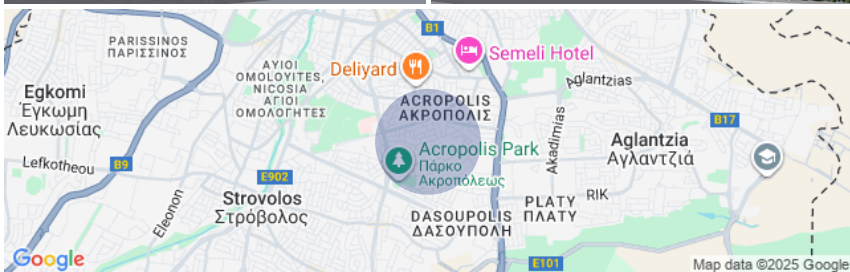 B1
Semeli Hotel
PARISSINOS
ΠΑΡΙΣΣΙΝΟΣ
Deliyard
ΑΥΙΟΙ
OMOLOYITES,
NICOSIA
ΑΓΙΟΙ
ΟΜΟΛΟΓΗΤΕΣ
Aglantzias
Egkomi
Έγκωμη
Λευκωσίας
ACROPOLIS
ΑΚΡΟΠΟΛΙΣ
B17
Akadimias
Aglantzia
Αγλαντζιά
Acropolis Park
Πάρκο
Ακροπόλεως
Lefkotheou
B9
E902
Strovolos
Στρόβολος
Eleonon
PLATY
ΠΛΑΤΥ
RIK
DASOUPOLIS
ΔΑΣΟΥΠΟΛΗ
E101
Google
Map data ©2025 Google